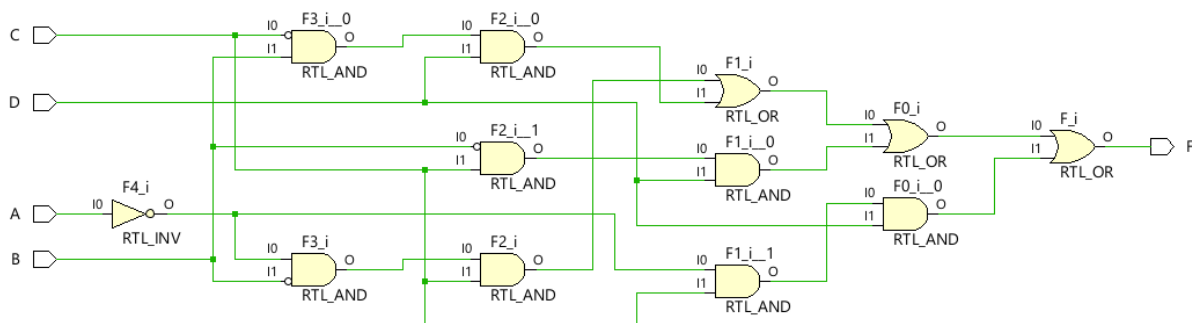 F3_i__0
F2_i__0
C
I0
O
I0
O
I1
I1
RTL_AND
RTL_AND
F1_i
I0
O
D
I1
F0_i
RTL_OR
I0
O
F_i
F2_i__1
F1_i__0
I1
I0
O
F
I0
O
I0
O
RTL_OR
I1
I1
I1
RTL_OR
RTL_AND
RTL_AND
F4_i
F0_i__0
A
I0
O
I0
O
I1
RTL_INV
F3_i
F2_i
RTL_AND
B
I0
O
I0
O
F1_i__1
I1
I1
I0
O
RTL_AND
RTL_AND
I1
RTL_AND